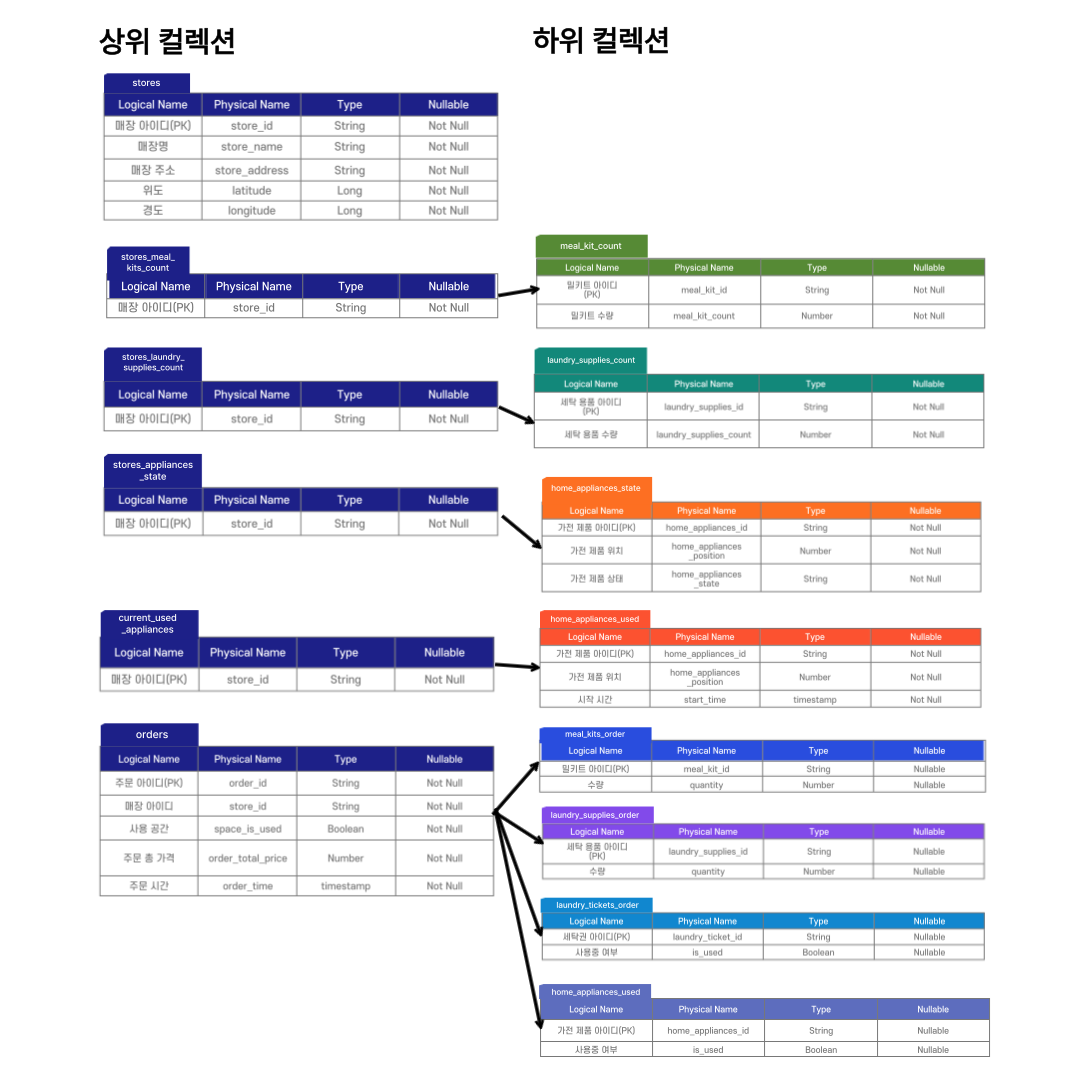 상위 컬렉션
stores
Logical Name Physical Name Type Nullable
매장 아이디(PK) store_id String Not Null
매장명 store_name String Not Null
매장 주소 store_address String Not Null
위도 latitude Long Not Null
경도 longitude Long Not Null
stores_meal_
kits_count
Logical Name Physical Name Type Nullable
매장 아이디(PK) store_id String Not Null
stores_laundry_
supplies_count
Logical Name Physical Name Type Nullable
매장 아이디(PK) store_id String Not Null
stores_appliances
_state
Logical Name Physical Name Type Nullable
매장 아이디(PK) store_id String Not Null
current_used
_appliances
Logical Name Physical Name Type Nullable
매장 아이디(PK) store_id String Not Null
orders
Logical Name Physical Name Type Nullable
주문 아이디(PK) order_id String Not Null
매장 아이디 store_id String Not Null
사용 공간 space_is_used Boolean Not Null
주문 총 가격 order_total_price Number Not Null
주문 시간 order_time timestamp Not Null
하위 컬렉션
meal_kit_count
Logical Name Physical Name Type Nullable
밀키트 아이디
(PK) meal_kit_id String Not Null
밀키트 수량 meal_kit_count Number Not Null
laundry_supplies_count
Logical Name Physical Name Type Nullable
세탁 용품 아이디
(PK) laundry_supplies_id String Not Null
세탁 용품 수량 laundry_supplies_count Number Not Null
home_appliances_state
Logical Name Physical Name Type Nullable
가전 제품 아이디(PK) home_appliances_id String Not Null
가전 제품 위치 home_appliances
_position Number Not Null
가전 제품 상태 home_appliances
_state String Not Null
home_appliances_used
Logical Name Physical Name Type Nullable
가전 제품 아이디(PK) home_appliances_id String Not Null
가전 제품 위치 home_appliances
_position Number Not Null
시작 시간 start_time timestamp Not Null
meal_kits_order
Logical Name Physical Name Type Nullable
밀키트 아이디(PK) meal_kit_id String Nullable
수량 quantity Number Nullable
laundry_supplies_order
Logical Name Physical Name Type Nullable
세탁 용품 아이디
(PK) laundry_supplies_id String Nullable
수량 quantity Number Nullable
laundry_tickets_order
Logical Name Physical Name Type Nullable
세탁권 아이디(PK) laundry_ticket_id String Nullable
사용중 여부 is_used Boolean Nullable
home_appliances_used
Logical Name Physical Name Type Nullable
가전 제품 아이디(PK) home_appliances_id String Nullable
사용중 여부 is_used Boolean Nullable